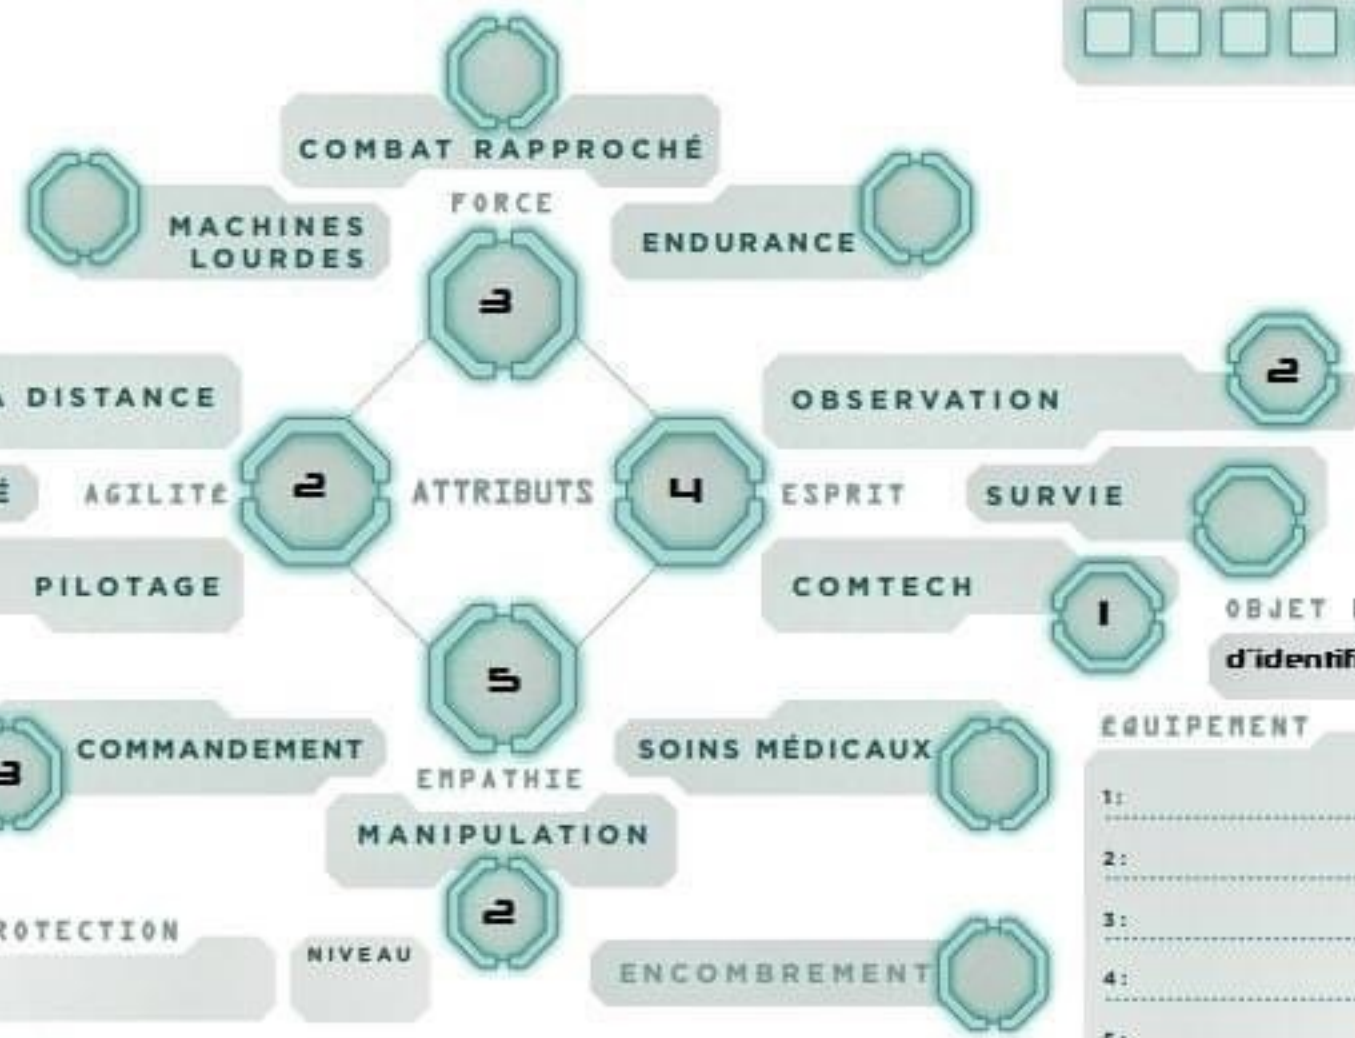 COMBAT RAPPROCHÉ
FORCE
MACHINES
LOURDES
ENDURANCE
3
À DISTANCE
OBSERVATION
2
AGILITÉ
2
ATTRIBUTS
4
ESPRIT
SURVIE
PILOTAGE
COMTECH
1
OBJET
d'identifi
5
3
COMMANDEMENT
SOINS MÉDICAUX
EMPATHIE
MANIPULATION
2
ÉQUIPEMENT
1:
2:
3:
4:
ROTECTION
NIVEAU
ENCOMBREMENT